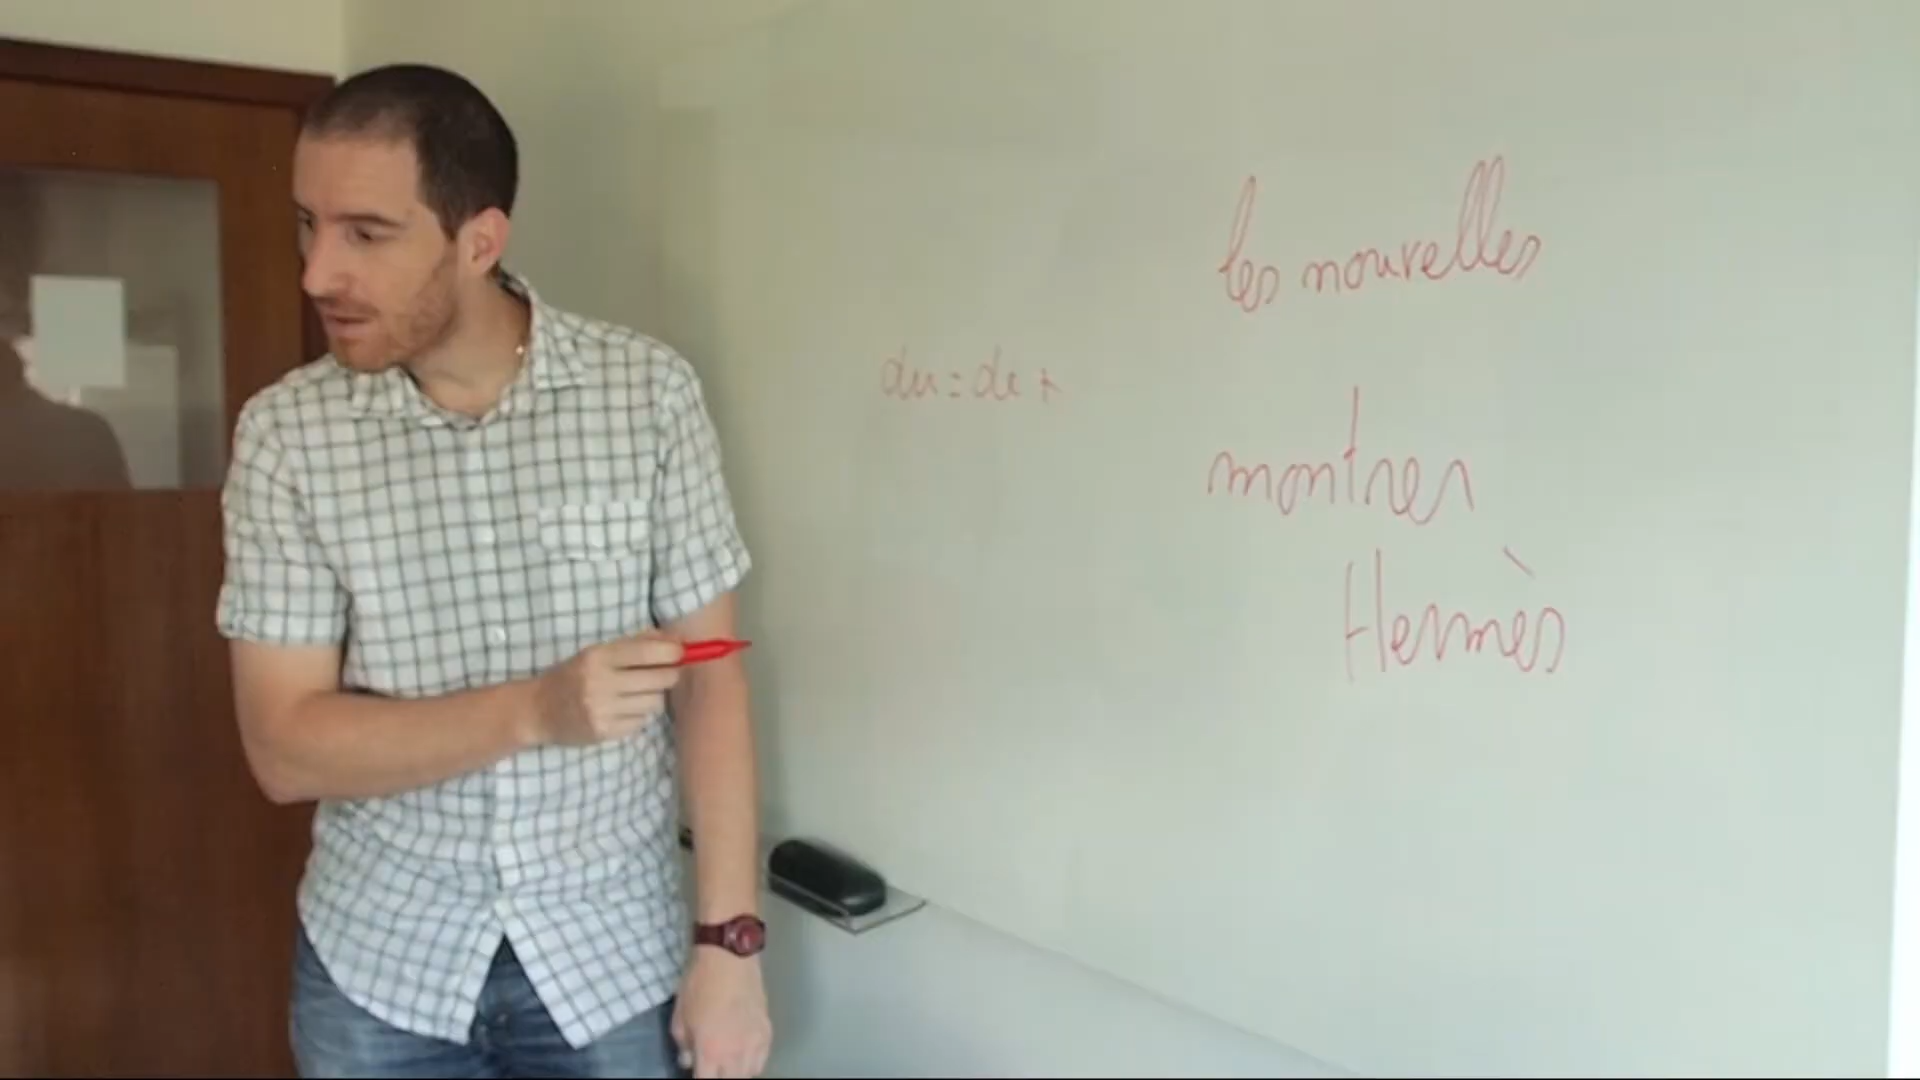 les nouvelles
du = de +
montres
Hermès